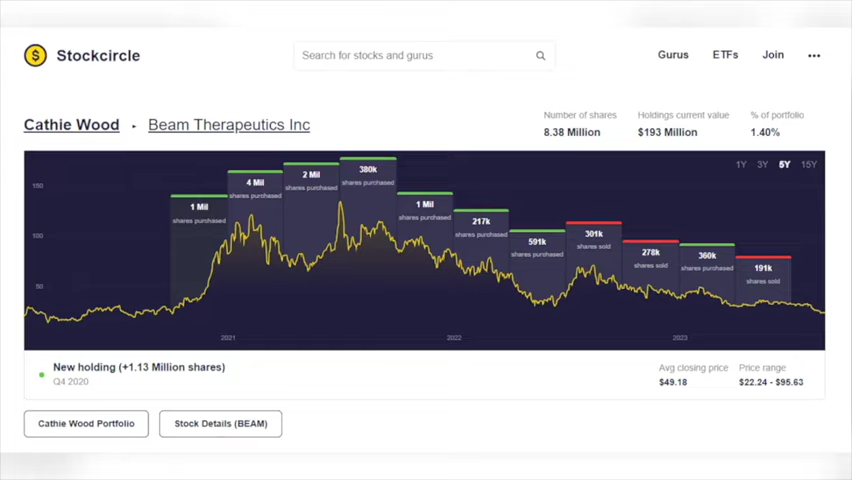 $ Stockcircle
Search for stocks and gurus
Gurus ETFs Join
Cathie Wood Beam Therapeutics Inc
Number of shares Holdings current value % of portfolio
8.38 Million $193 Million 1.40%
1Y 3Y 5Y 15Y
150
100
50
1 Mil
shares purchased
4 Mil
shares purchased
2 Mil
shares purchased
380k
shares purchased
1 Mil
shares purchased
217k
shares purchased
591k
shares purchased
301k
shares sold
278k
shares sold
360k
shares purchased
191k
shares sold
2021 2022 2023
New holding (+1.13 Million shares)
Q4 2020
Avg closing price Price range
$49.18 $22.24 - $95.63
Cathie Wood Portfolio Stock Details (BEAM)